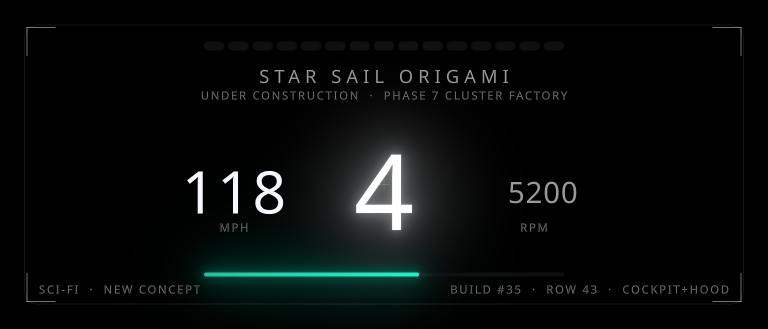 STAR SAIL ORIGAMI
UNDER CONSTRUCTION · PHASE 7 CLUSTER FACTORY
118
MPH
4
5200
RPM
SCI-FI · NEW CONCEPT
BUILD #35 · ROW 43 · COCKPIT+HOOD